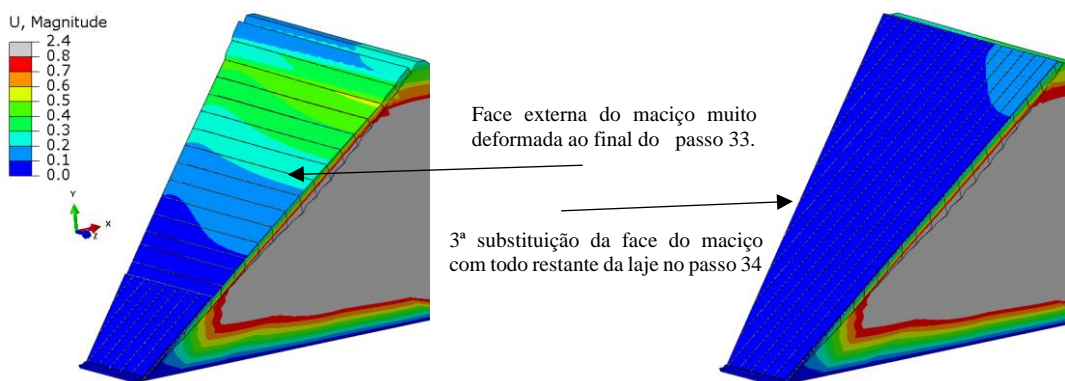 U, Magnitude
2.4
0.8
0.7
0.6
0.5
0.4
0.3
0.2
0.1
0.0
Y
X
Z
Face externa do maciço muito
deformada ao final do passo 33.
3ª substituição da face do maciço
com todo restante da laje no passo 34